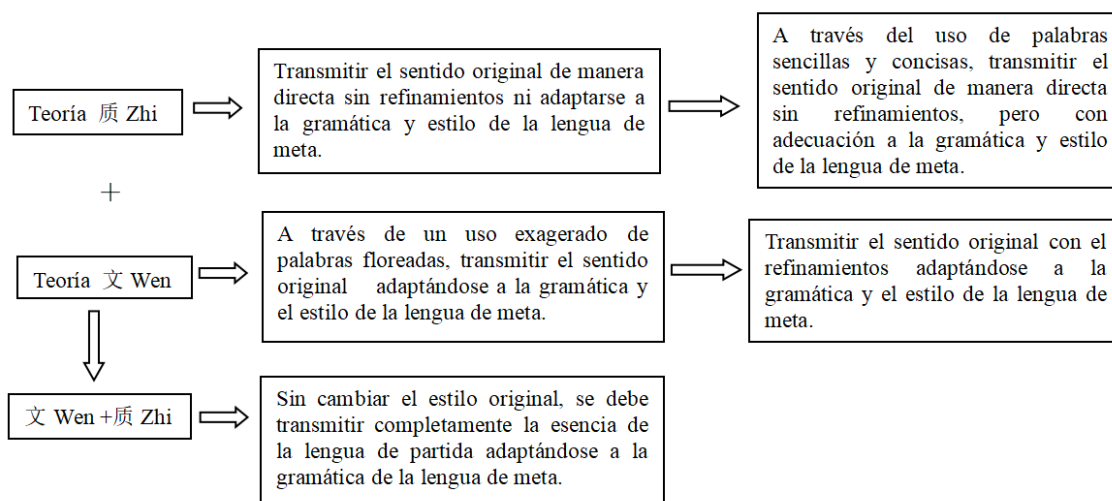 Teoría 质 Zhi
Transmitir el sentido original de manera
directa sin refinamientos ni adaptarse a
la gramática y estilo de la lengua de
meta.
A través del uso de palabras
sencillas y concisas, transmitir el
sentido original de manera directa
sin refinamientos, pero con
adecuación a la gramática y estilo
de la lengua de meta.
+
Teoría 文 Wen
A través de un uso exagerado de
palabras floreadas, transmitir el sentido
original adaptándose a la gramática y
el estilo de la lengua de meta.
Transmitir el sentido original con el
refinamientos adaptándose a la
gramática y el estilo de la lengua de
meta.
文 Wen +质 Zhi
Sin cambiar el estilo original, se debe
transmitir completamente la esencia de
la lengua de partida adaptándose a la
gramática de la lengua de meta.